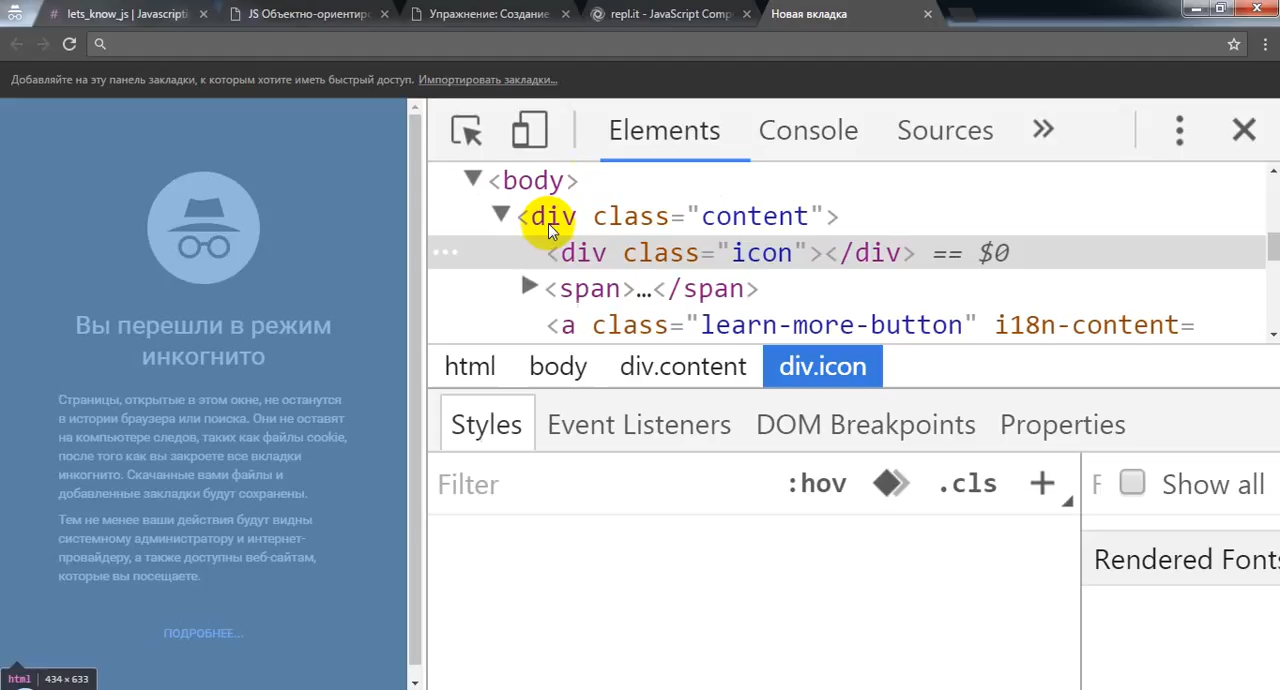 # lets_know_js | Javascript
JS Объектно-ориентир
Упражнение: Создание
repl.it - JavaScript Comp
Новая вкладка
Добавляйте на эту панель закладки, к которым хотите иметь быстрый доступ. Импортировать закладки...
Вы перешли в режим
инкогнито
Страницы, открытые в этом окне, не останутся
в истории браузера или поиска. Они не оставят
на компьютере следов, таких как файлы cookie,
после того как вы закроете все вкладки
инкогнито. Скачанные вами файлы и
добавленные закладки будут сохранены.
Тем не менее ваши действия будут видны
системному администратору и интернет-
провайдеру, а также доступны веб-сайтам,
которые вы посещаете.
ПОДРОБНЕЕ...
html | 434 × 633
Elements Console Sources
<body>
<div class="content">
<div class="icon"></div> == $0
<span>…</span>
<a class="learn-more-button" i18n-content=
html body div.content div.icon
Styles Event Listeners DOM Breakpoints Properties
Filter :hov .cls + F Show all
Rendered Fonts